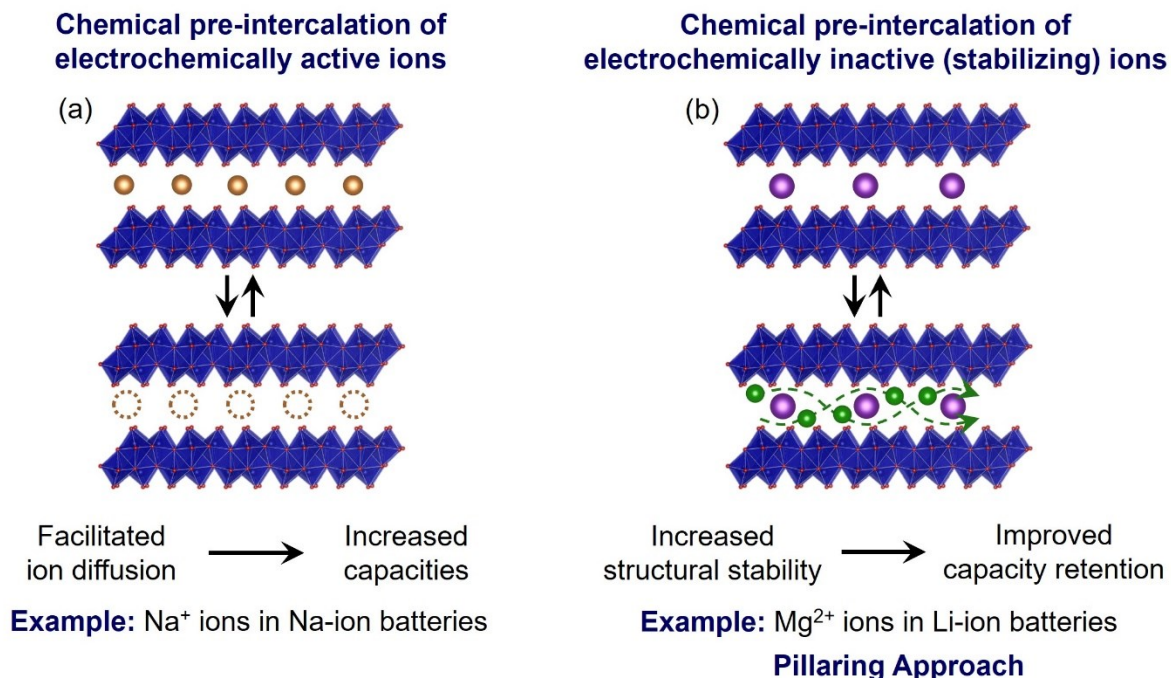 Chemical pre-intercalation of
electrochemically active ions
(a)
Facilitated
ion diffusion
Increased
capacities
Example: Na⁺ ions in Na-ion batteries
Chemical pre-intercalation of
electrochemically inactive (stabilizing) ions
(b)
Increased
structural stability
Improved
capacity retention
Example: Mg²⁺ ions in Li-ion batteries
Pillaring Approach